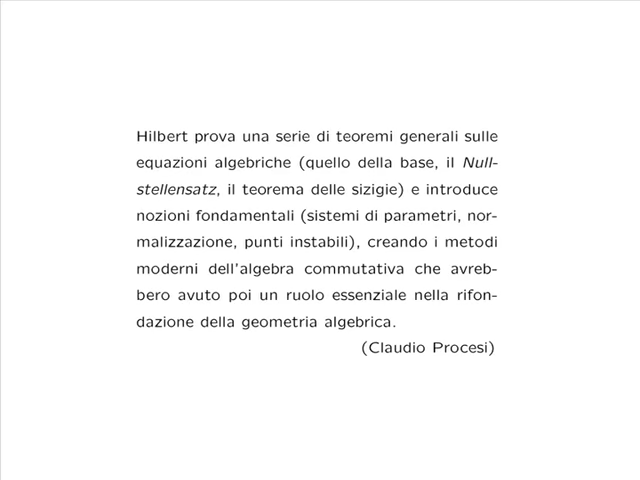 Hilbert prova una serie di teoremi generali sulle
equazioni algebriche (quello della base, il Null-
stellensatz, il teorema delle sizigie) e introduce
nozioni fondamentali (sistemi di parametri, nor-
malizzazione, punti instabili), creando i metodi
moderni dell'algebra commutativa che avreb-
bero avuto poi un ruolo essenziale nella rifon-
dazione della geometria algebrica.
(Claudio Procesi)